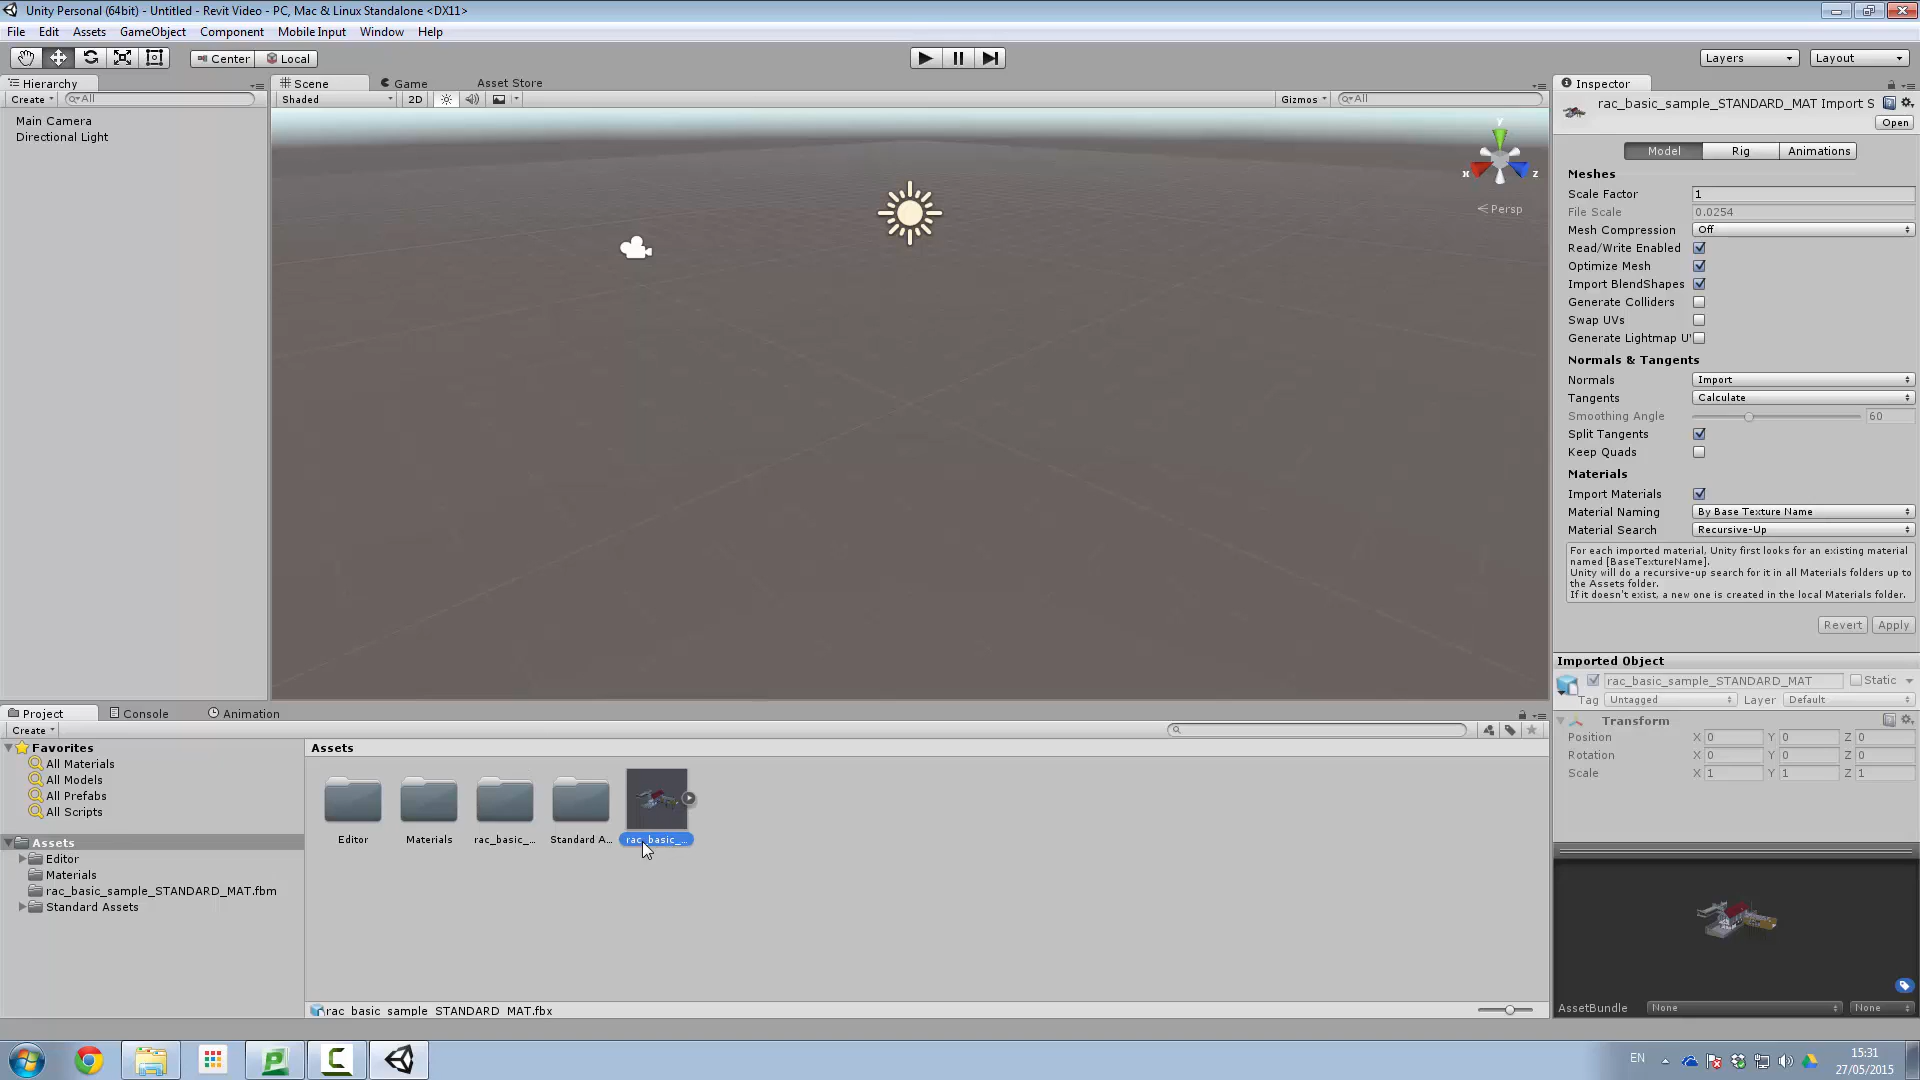 Unity Personal (64bit) - Untitled - Revit Video - PC, Mac & Linux Standalone <DX11>
File Edit Assets GameObject Component Mobile Input Window Help
Center Local
Layers Layout
Hierarchy
Create All
Main Camera
Directional Light
Scene Game Asset Store
Shaded 2D Gizmos All
y
x z
Persp
Inspector
rac_basic_sample_STANDARD_MAT Import S
Open
Model Rig Animations
Meshes
Scale Factor 1
File Scale 0.0254
Mesh Compression Off
Read/Write Enabled
Optimize Mesh
Import BlendShapes
Generate Colliders
Swap UVs
Generate Lightmap U
Normals & Tangents
Normals Import
Tangents Calculate
Smoothing Angle 60
Split Tangents
Keep Quads
Materials
Import Materials
Material Naming By Base Texture Name
Material Search Recursive-Up
For each imported material, Unity first looks for an existing material
named [BaseTextureName].
Unity will do a recursive-up search for it in all Materials folders up to
the Assets folder.
If it doesn't exist, a new one is created in the local Materials folder.
Revert Apply
Imported Object
rac_basic_sample_STANDARD_MAT Static
Tag Untagged Layer Default
Transform
Position X 0 Y 0 Z 0
Rotation X 0 Y 0 Z 0
Scale X 1 Y 1 Z 1
AssetBundle None None
Project Console Animation
Create
Favorites
All Materials
All Models
All Prefabs
All Scripts
Assets
Editor
Materials
rac_basic_sample_STANDARD_MAT.fbm
Standard Assets
Assets
Editor Materials rac_basic_... Standard A... rac_basic_...
rac_basic_sample_STANDARD_MAT.fbx
EN
15:31
27/05/2015